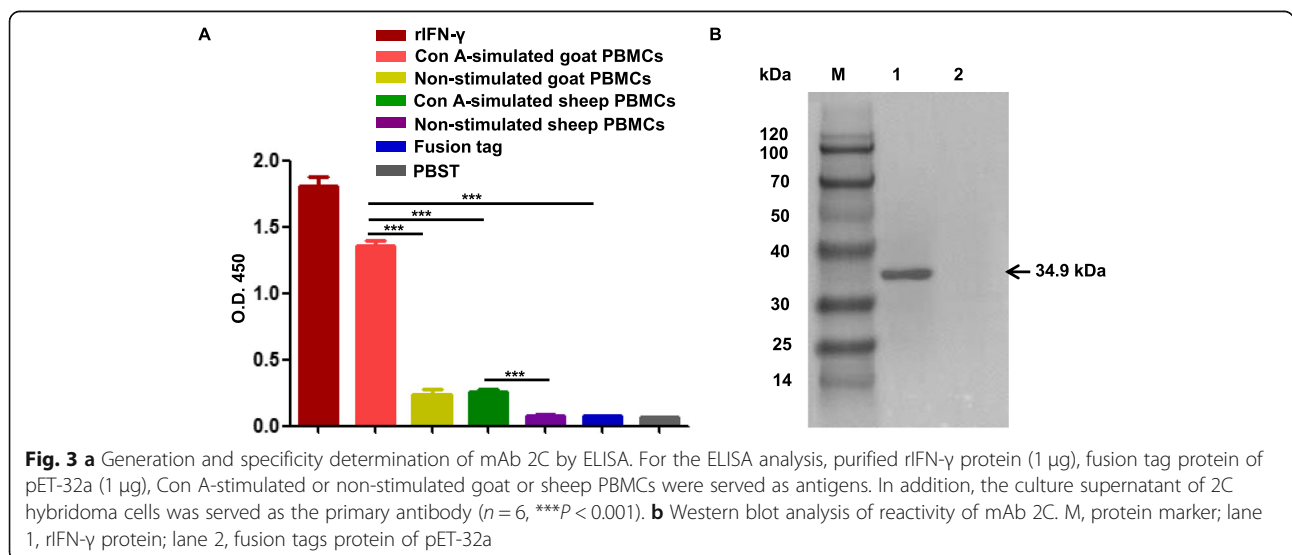 A
rIFN-γ
Con A-simulated goat PBMCs
Non-stimulated goat PBMCs
Con A-simulated sheep PBMCs
Non-stimulated sheep PBMCs
Fusion tag
PBST
O.D. 450
2.0
1.5
1.0
0.5
0.0
***
***
***
***
B
kDa M 1 2
120
100
70
50
40
30
25
14
34.9 kDa
Fig. 3 a Generation and specificity determination of mAb 2C by ELISA. For the ELISA analysis, purified rIFN-γ protein (1 μg), fusion tag protein of
pET-32a (1 μg), Con A-stimulated or non-stimulated goat or sheep PBMCs were served as antigens. In addition, the culture supernatant of 2C
hybridoma cells was served as the primary antibody (n = 6, ***P < 0.001). b Western blot analysis of reactivity of mAb 2C. M, protein marker; lane
1, rIFN-γ protein; lane 2, fusion tags protein of pET-32a